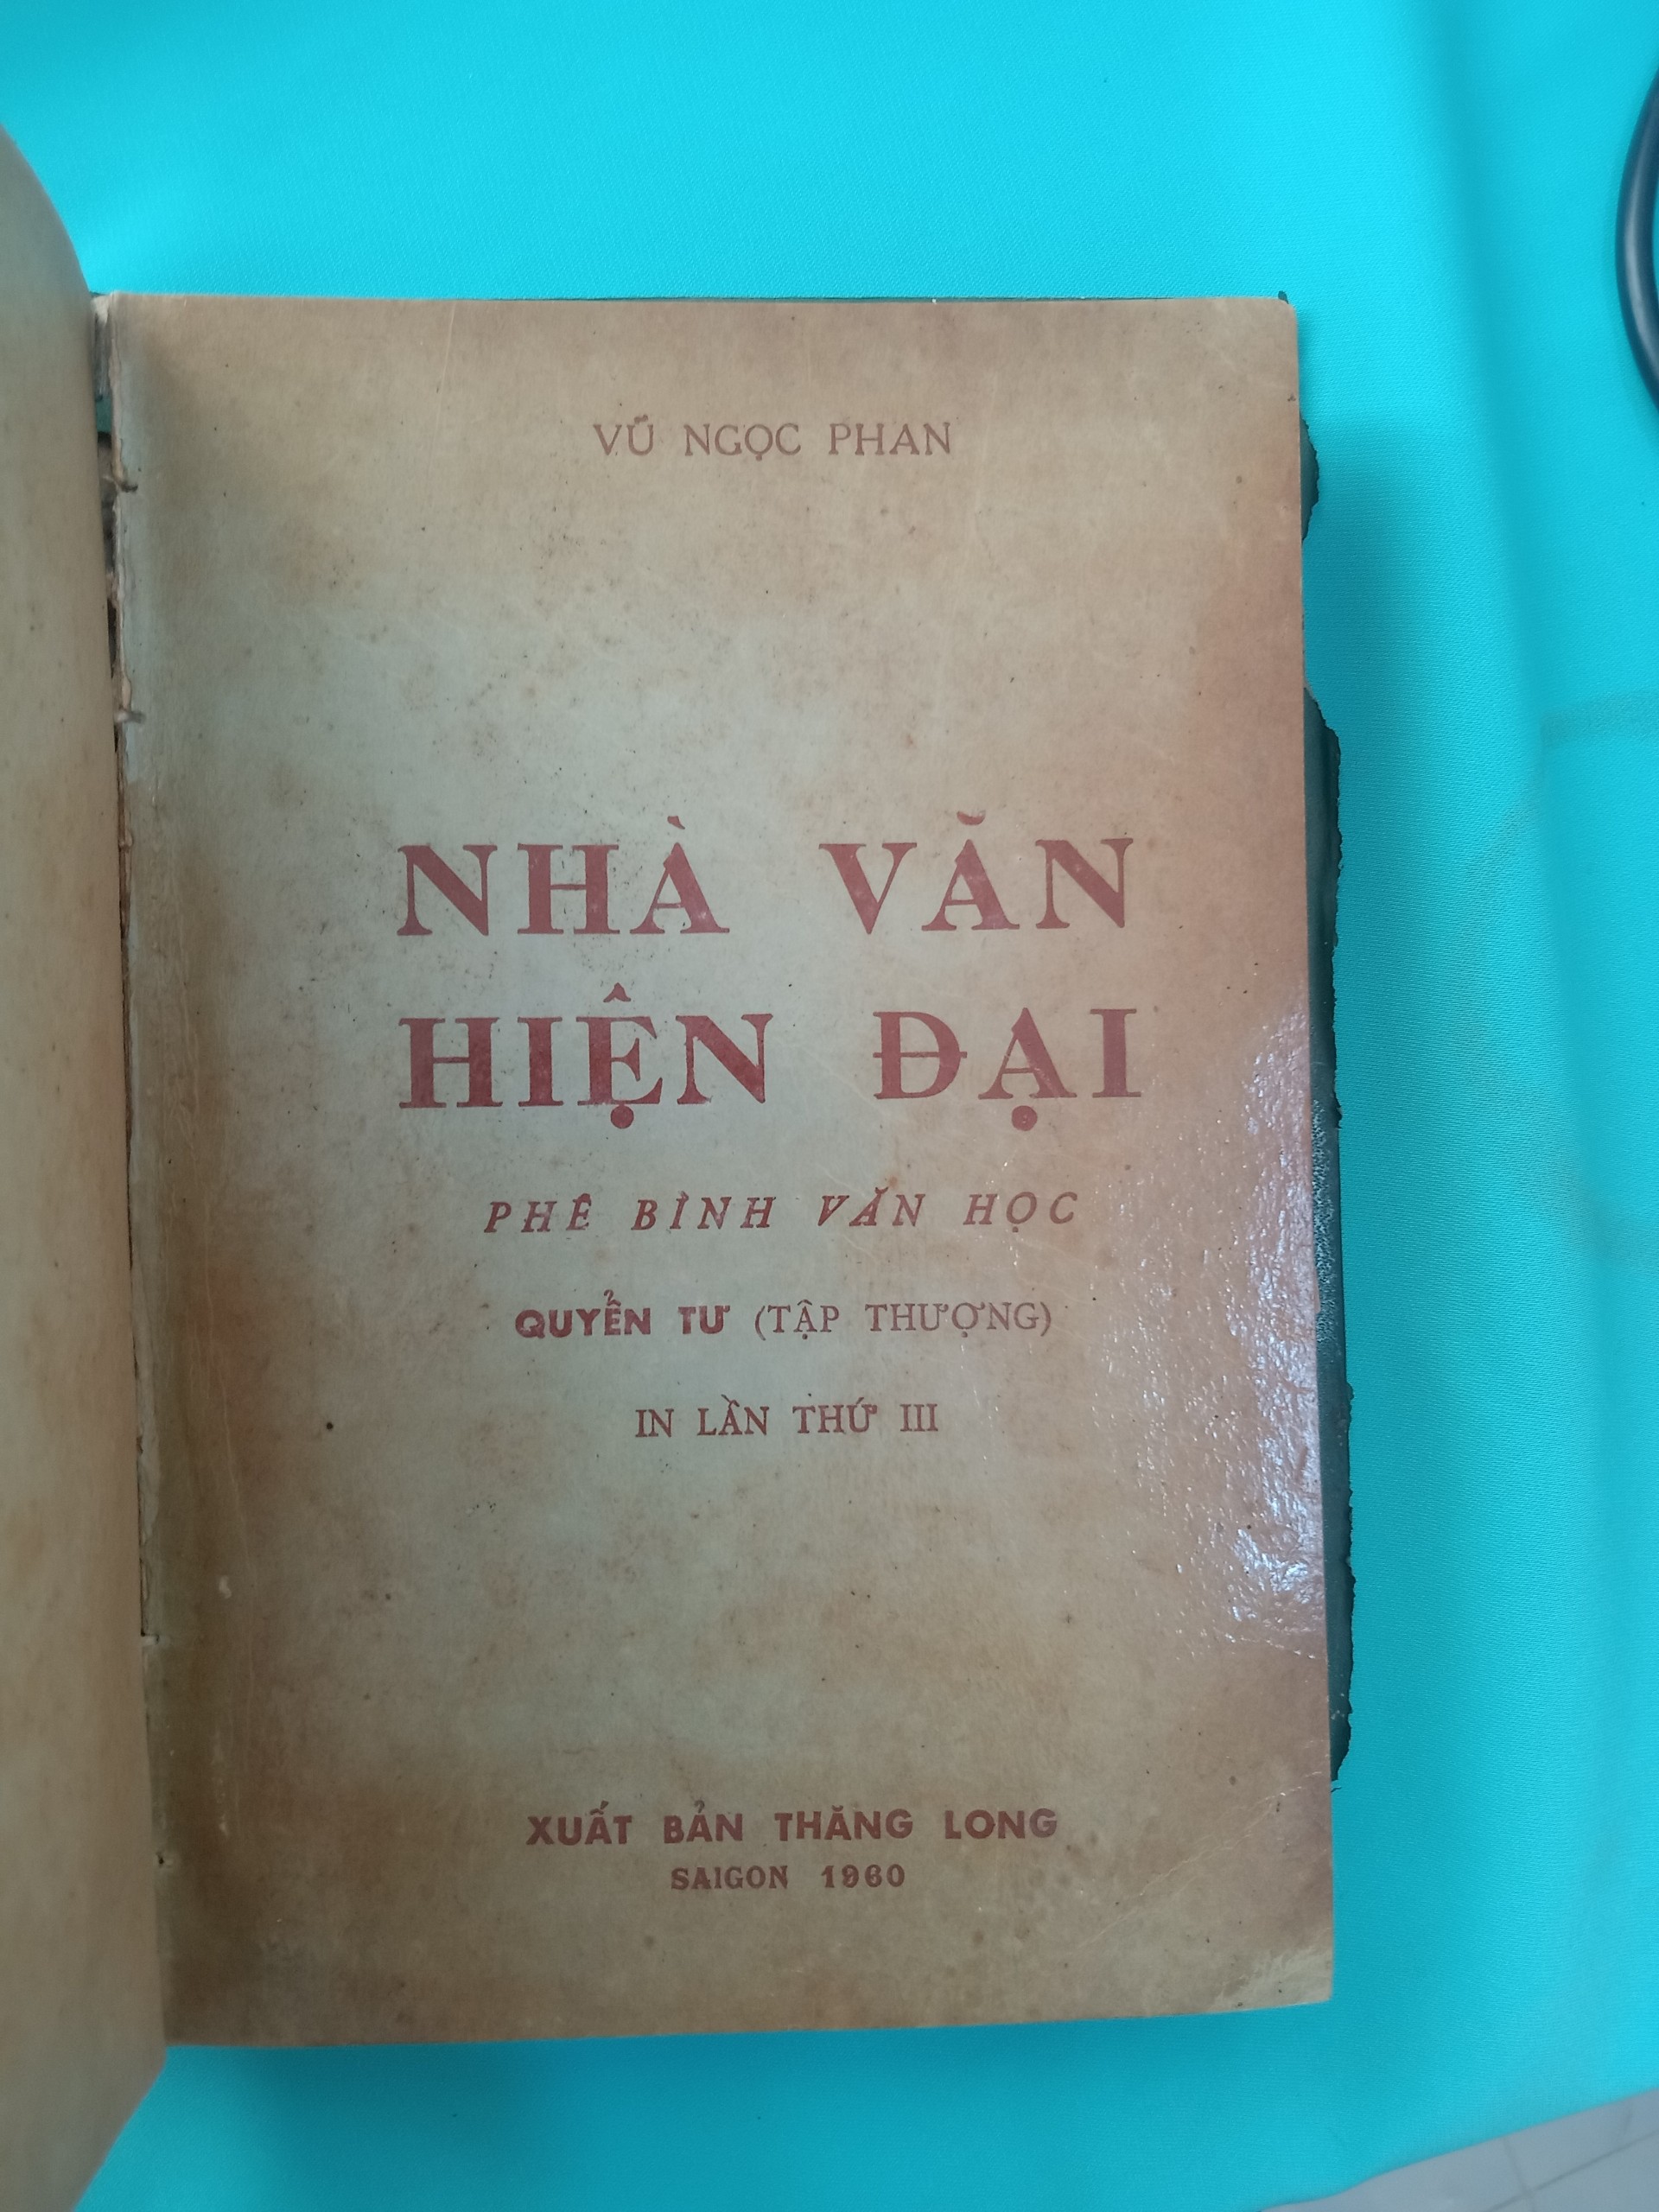 VŨ NGỌC PHAN
NHÀ VĂN
HIỆN ĐẠI
PHÊ BÌNH VĂN HỌC
QUYỂN TƯ (TẬP THƯỢNG)
IN LẦN THỨ III
XUẤT BẢN THĂNG LONG
SAIGON 1960